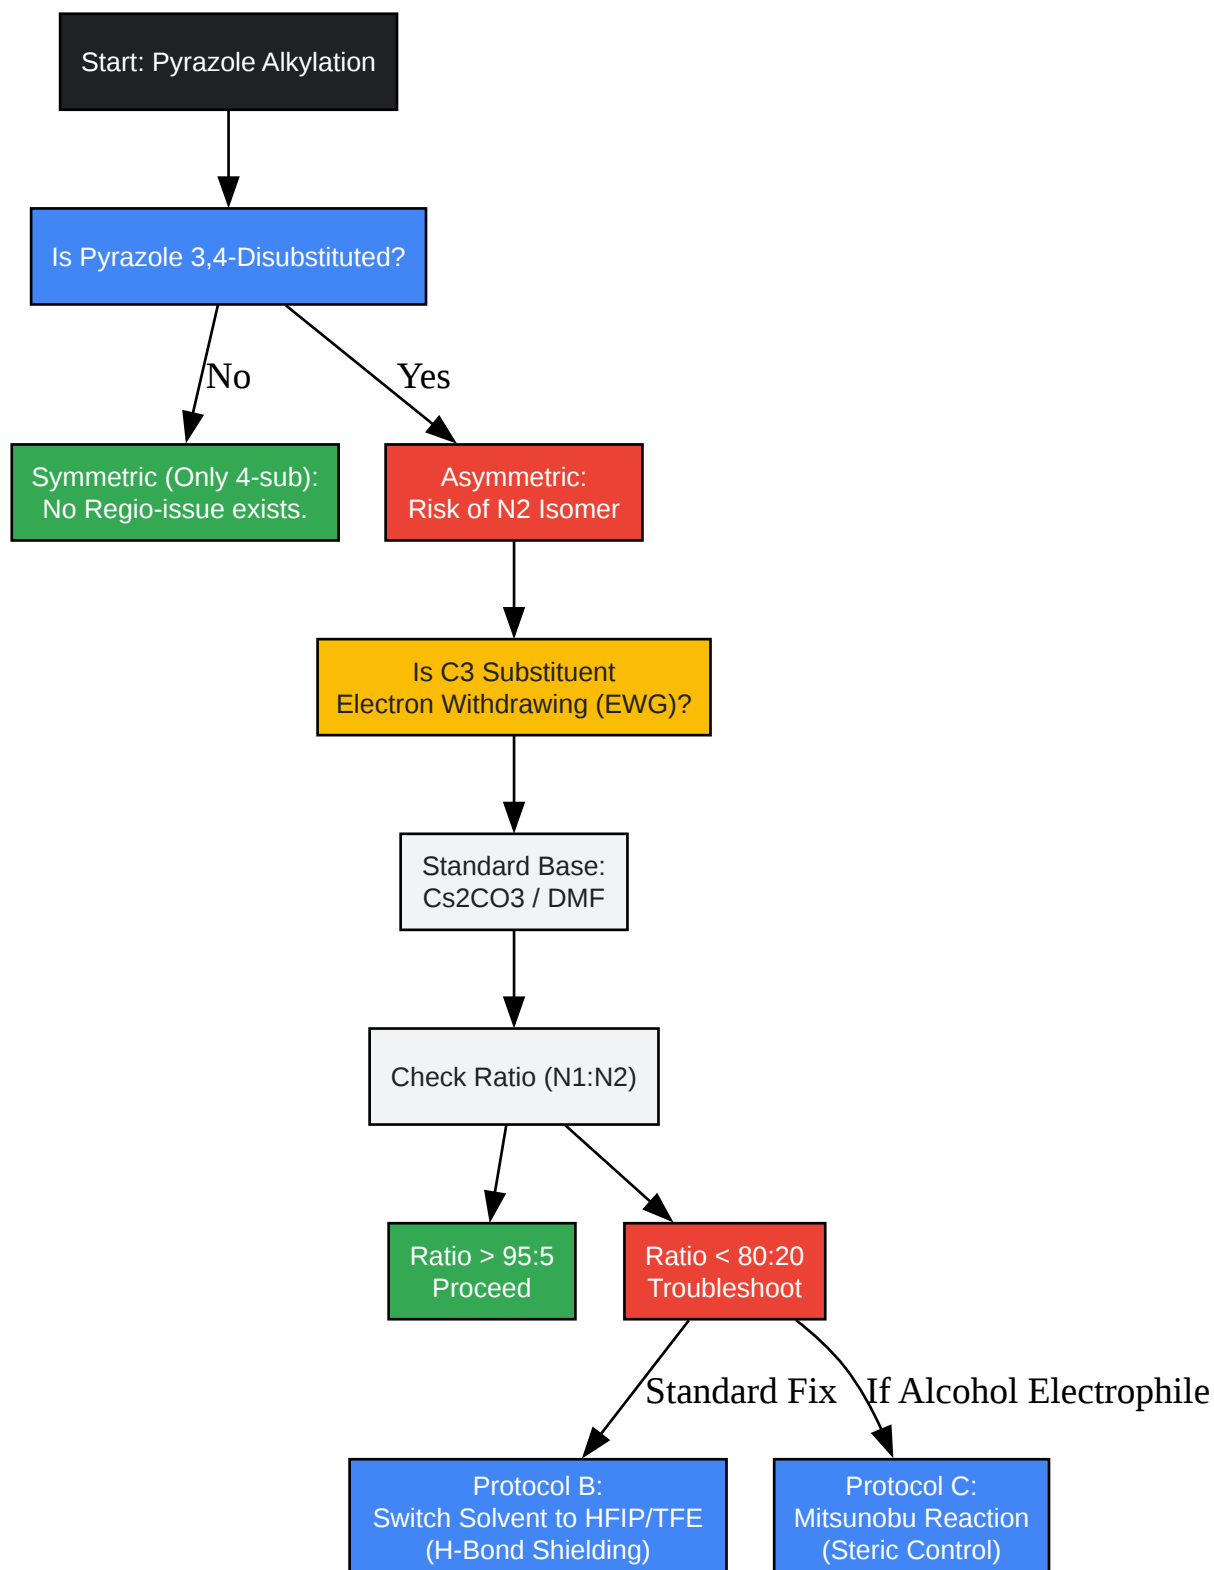 Start: Pyrazole Alkylation
Is Pyrazole 3,4-Disubstituted?
No
Yes
Symmetric (Only 4-sub):
No Regio-issue exists.
Asymmetric:
Risk of N2 Isomer
Is C3 Substituent
Electron Withdrawing (EWG)?
Standard Base:
Cs2CO3 / DMF
Check Ratio (N1:N2)
Ratio > 95:5
Proceed
Ratio < 80:20
Troubleshoot
Standard Fix
If Alcohol Electrophile
Protocol B:
Switch Solvent to HFIP/TFE
(H-Bond Shielding)
Protocol C:
Mitsunobu Reaction
(Steric Control)